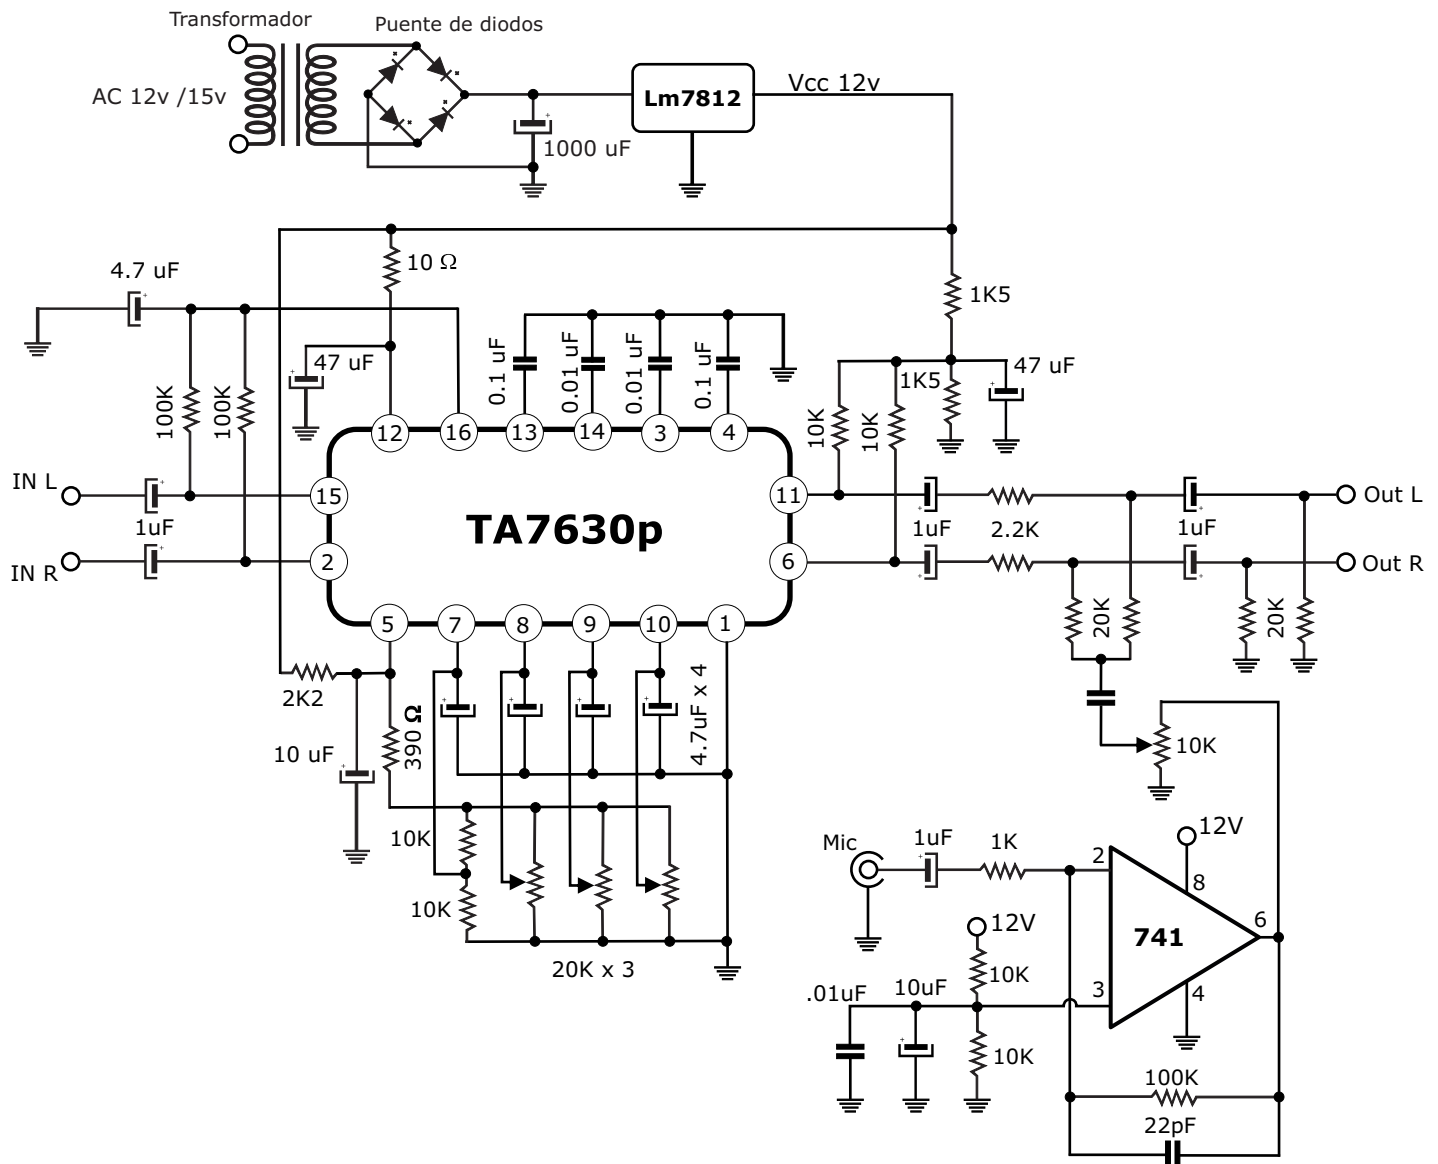 Transformador
Puente de diodos
AC 12v /15v
Lm7812
Vcc 12v
1000 uF
10 Ω
4.7 uF
1K5
47 uF
0.1 uF
0.01 uF
0.01 uF
0.1 uF
1K5
47 uF
100K
100K
10K
10K
12
16
13
14
3
4
IN L
15
11
Out L
1uF
TA7630p
1uF
2.2K
1uF
IN R
2
6
Out R
5
7
8
9
10
1
20K
20K
2K2
390 Ω
4.7uF x 4
10 uF
10K
10K
10K
20K x 3
Mic
1uF
1K
12V
2
8
741
6
12V
10K
.01uF
10uF
3
4
10K
100K
22pF